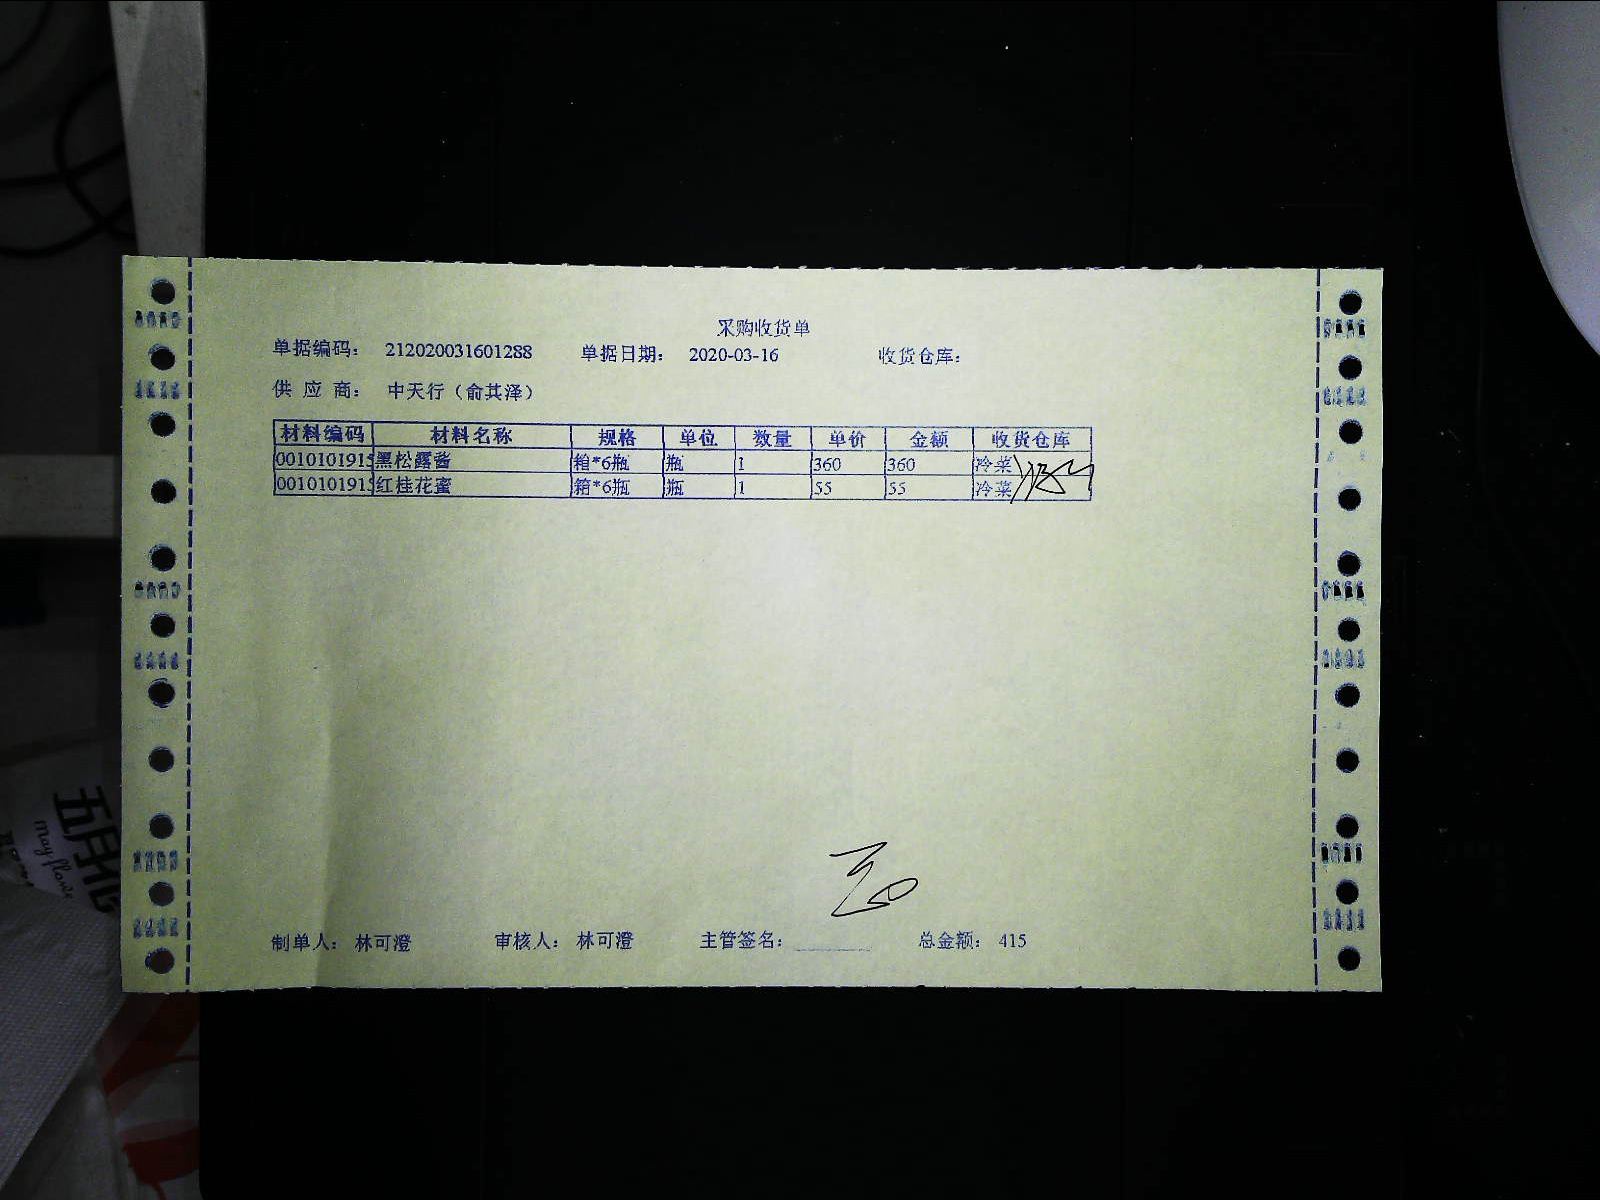 采购收货单
单据编码： 212020031601288 单据日期： 2020-03-16 收货仓库：
供 应 商： 中天行（俞其泽）
材料编码 材料名称 规格 单位 数量 单价 金额 收货仓库
0010101915 黑松露酱 箱*6瓶 瓶 1 360 360 冷菜
0010101915 红桂花蜜 箱*6瓶 瓶 1 55 55 冷菜
制单人： 林可澄 审核人： 林可澄 主管签名： 总金额： 415
五月花
May flower